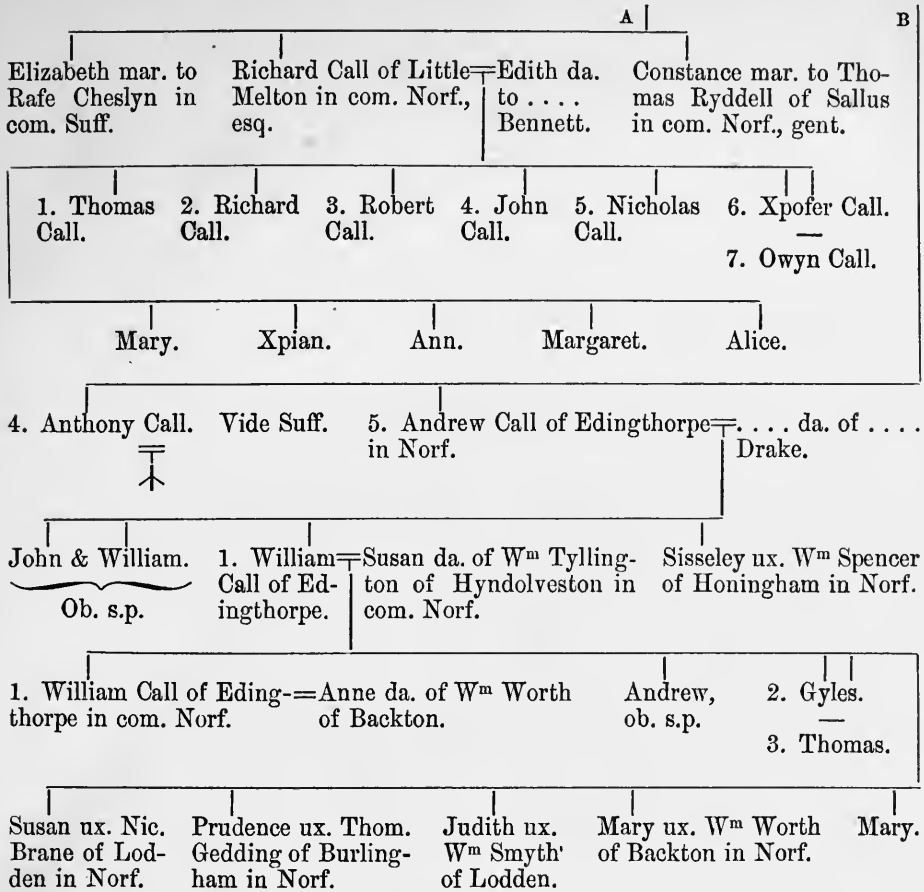 A B
Elizabeth mar. to
Rafe Cheslyn in
com. Suff.
Richard Call of Little
Melton in com. Norf.,
esq.
Edith da.
to . . . .
Bennett.
Constance mar. to Tho-
mas Ryddell of Sallus
in com. Norf., gent.
1. Thomas
Call.
2. Richard
Call.
3. Robert
Call.
4. John
Call.
5. Nicholas
Call.
6. Xpofer Call.
—
7. Owyn Call.
Mary. Xpian. Ann. Margaret. Alice.
4. Anthony Call. Vide Suff.
5. Andrew Call of Edingthorpe
in Norf.
. . . . da. of . . . .
Drake.
John & William.
Ob. s.p.
1. William
Call of Ed-
ingthorpe.
Susan da. of Wm Tylling-
ton of Hyndolveston in
com. Norf.
Sisseley ux. Wm Spencer
of Honingham in Norf.
1. William Call of Eding-
thorpe in com. Norf.
Anne da. of Wm Worth
of Backton.
Andrew,
ob. s.p.
2. Gyles.
—
3. Thomas.
Susan ux. Nic.
Brane of Lod-
den in Norf.
Prudence ux. Thom.
Gedding of Burling-
ham in Norf.
Judith ux.
Wm Smyth'
of Lodden.
Mary ux. Wm Worth
of Backton in Norf.
Mary.